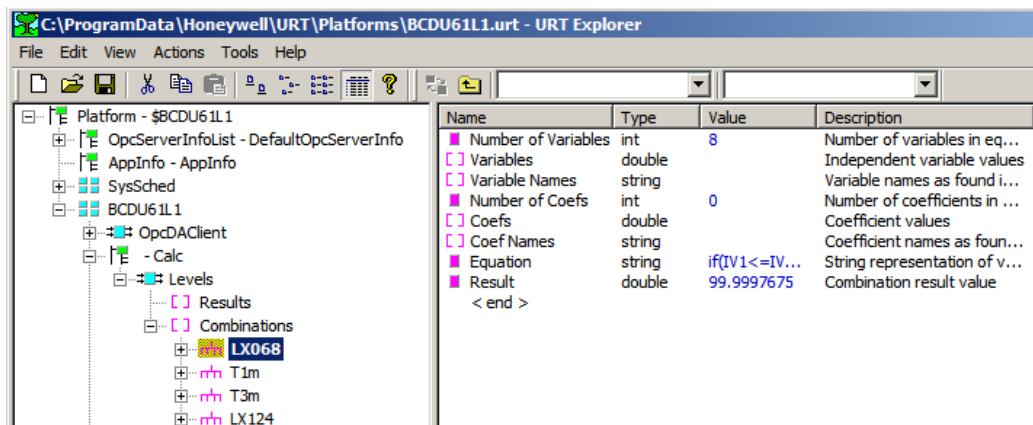 C:\ProgramData\Honeywell\URT\Platforms\BCDU61L1.urt - URT Explorer
File Edit View Actions Tools Help
Platform - $BCDU61L1
OpcServerInfoList - DefaultOpcServerInfo
AppInfo - AppInfo
SysSched
BCDU61L1
OpcDAClient
- Calc
Levels
Results
Combinations
LX068
T1m
T3m
LX124
Name Type Value Description
Number of Variables int 8 Number of variables in eq...
Variables double Independent variable values
Variable Names string Variable names as found i...
Number of Coefs int 0 Number of coefficients in ...
Coefs double Coefficient values
Coef Names string Coefficient names as foun...
Equation string if(IV1<=IV... String representation of v...
Result double 99.9997675 Combination result value
< end >